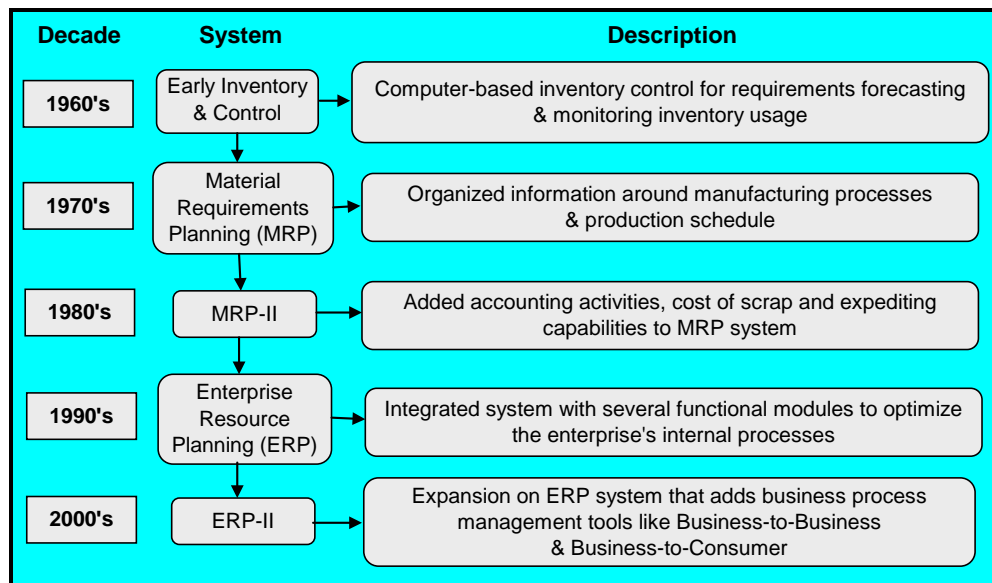 Decade System Description
1960's
Early Inventory
& Control
Computer-based inventory control for requirements forecasting
& monitoring inventory usage
1970's
Material
Requirements
Planning (MRP)
Organized information around manufacturing processes
& production schedule
1980's
MRP-II
Added accounting activities, cost of scrap and expediting
capabilities to MRP system
1990's
Enterprise
Resource
Planning (ERP)
Integrated system with several functional modules to optimize
the enterprise's internal processes
2000's
ERP-II
Expansion on ERP system that adds business process
management tools like Business-to-Business
& Business-to-Consumer